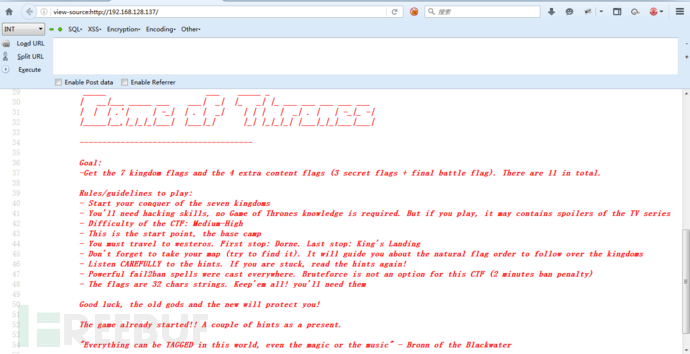 view-source:http://192.168.128.137/
搜索
INT
SQL- XSS- Encryption- Encoding- Other-
Load URL
Split URL
Execute
Enable Post data Enable Referrer
29
30
31
32
33
34 -------------------------------------
35
36 Goal:
37 -Get the 7 kingdom flags and the 4 extra content flags (3 secret flags + final battle flag). There are 11 in total.
38
39 Rules/guidelines to play:
40 - Start your conquer of the seven kingdoms
41 - You'll need hacking skills, no Game of Thrones knowledge is required. But if you play, it may contains spoilers of the TV series
42 - Difficulty of the CTF: Medium-High
43 - This is the start point, the base camp
44 - You must travel to westeros. First stop: Dorne. Last stop: King's Landing
45 - Don't forget to take your map (try to find it). It will guide you about the natural flag order to follow over the kingdoms
46 - Listen CAREFULLY to the hints. If you are stuck, read the hints again!
47 - Powerful fail2ban spells were cast everywhere. Bruteforce is not an option for this CTF (2 minutes ban penalty)
48 - The flags are 32 chars strings. Keep'em all! you'll need them
49
50 Good luck, the old gods and the new will protect you!
51
52 The game already started!! A couple of hints as a present.
53
54 "Everything can be TAGGED in this world, even the magic or the music" - Bronn of the Blackwater
REEBUF